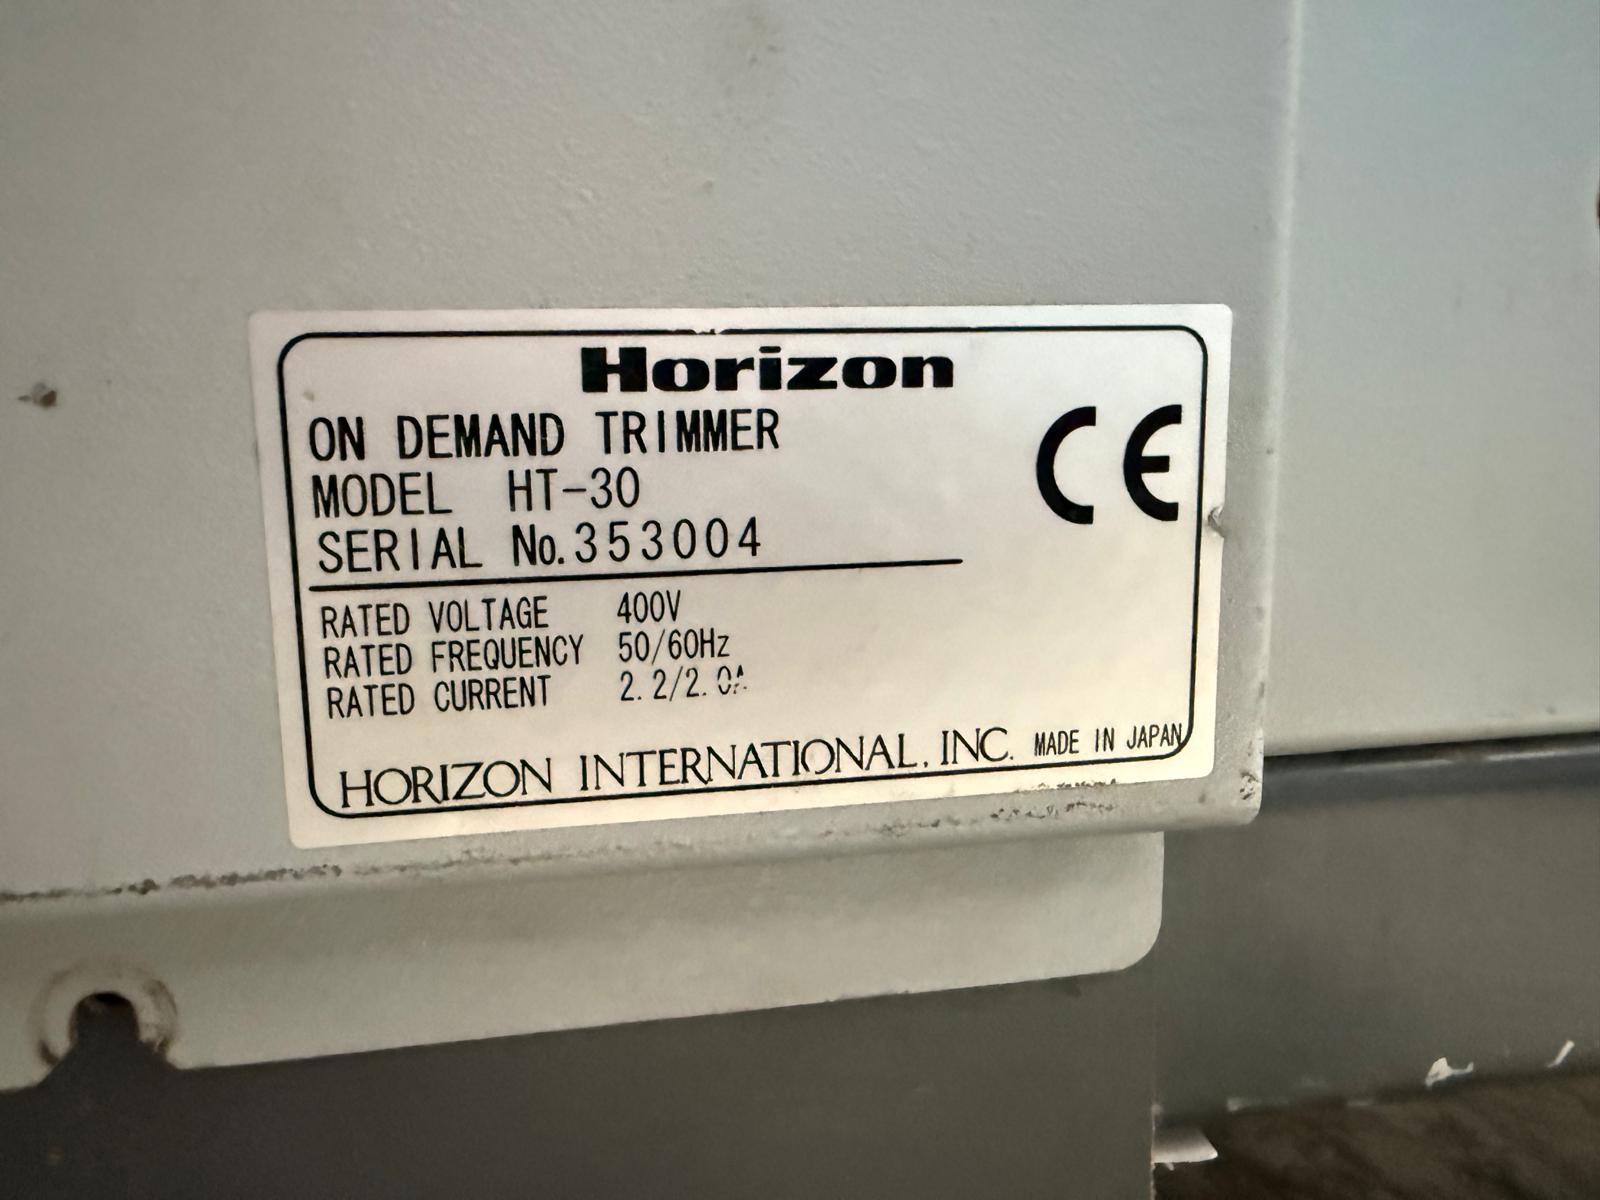 Horizon
ON DEMAND TRIMMER
MODEL HT-30
SERIAL No. 353004
RATED VOLTAGE 400V
RATED FREQUENCY 50/60Hz
RATED CURRENT 2.2/2.0A
HORIZON INTERNATIONAL, INC. MADE IN JAPAN
CE